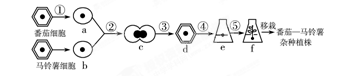 ① ② ③ ④ ⑤ 移栽
番茄细胞 a
番茄—马铃薯
杂种植株
马铃薯细胞 b c d e f